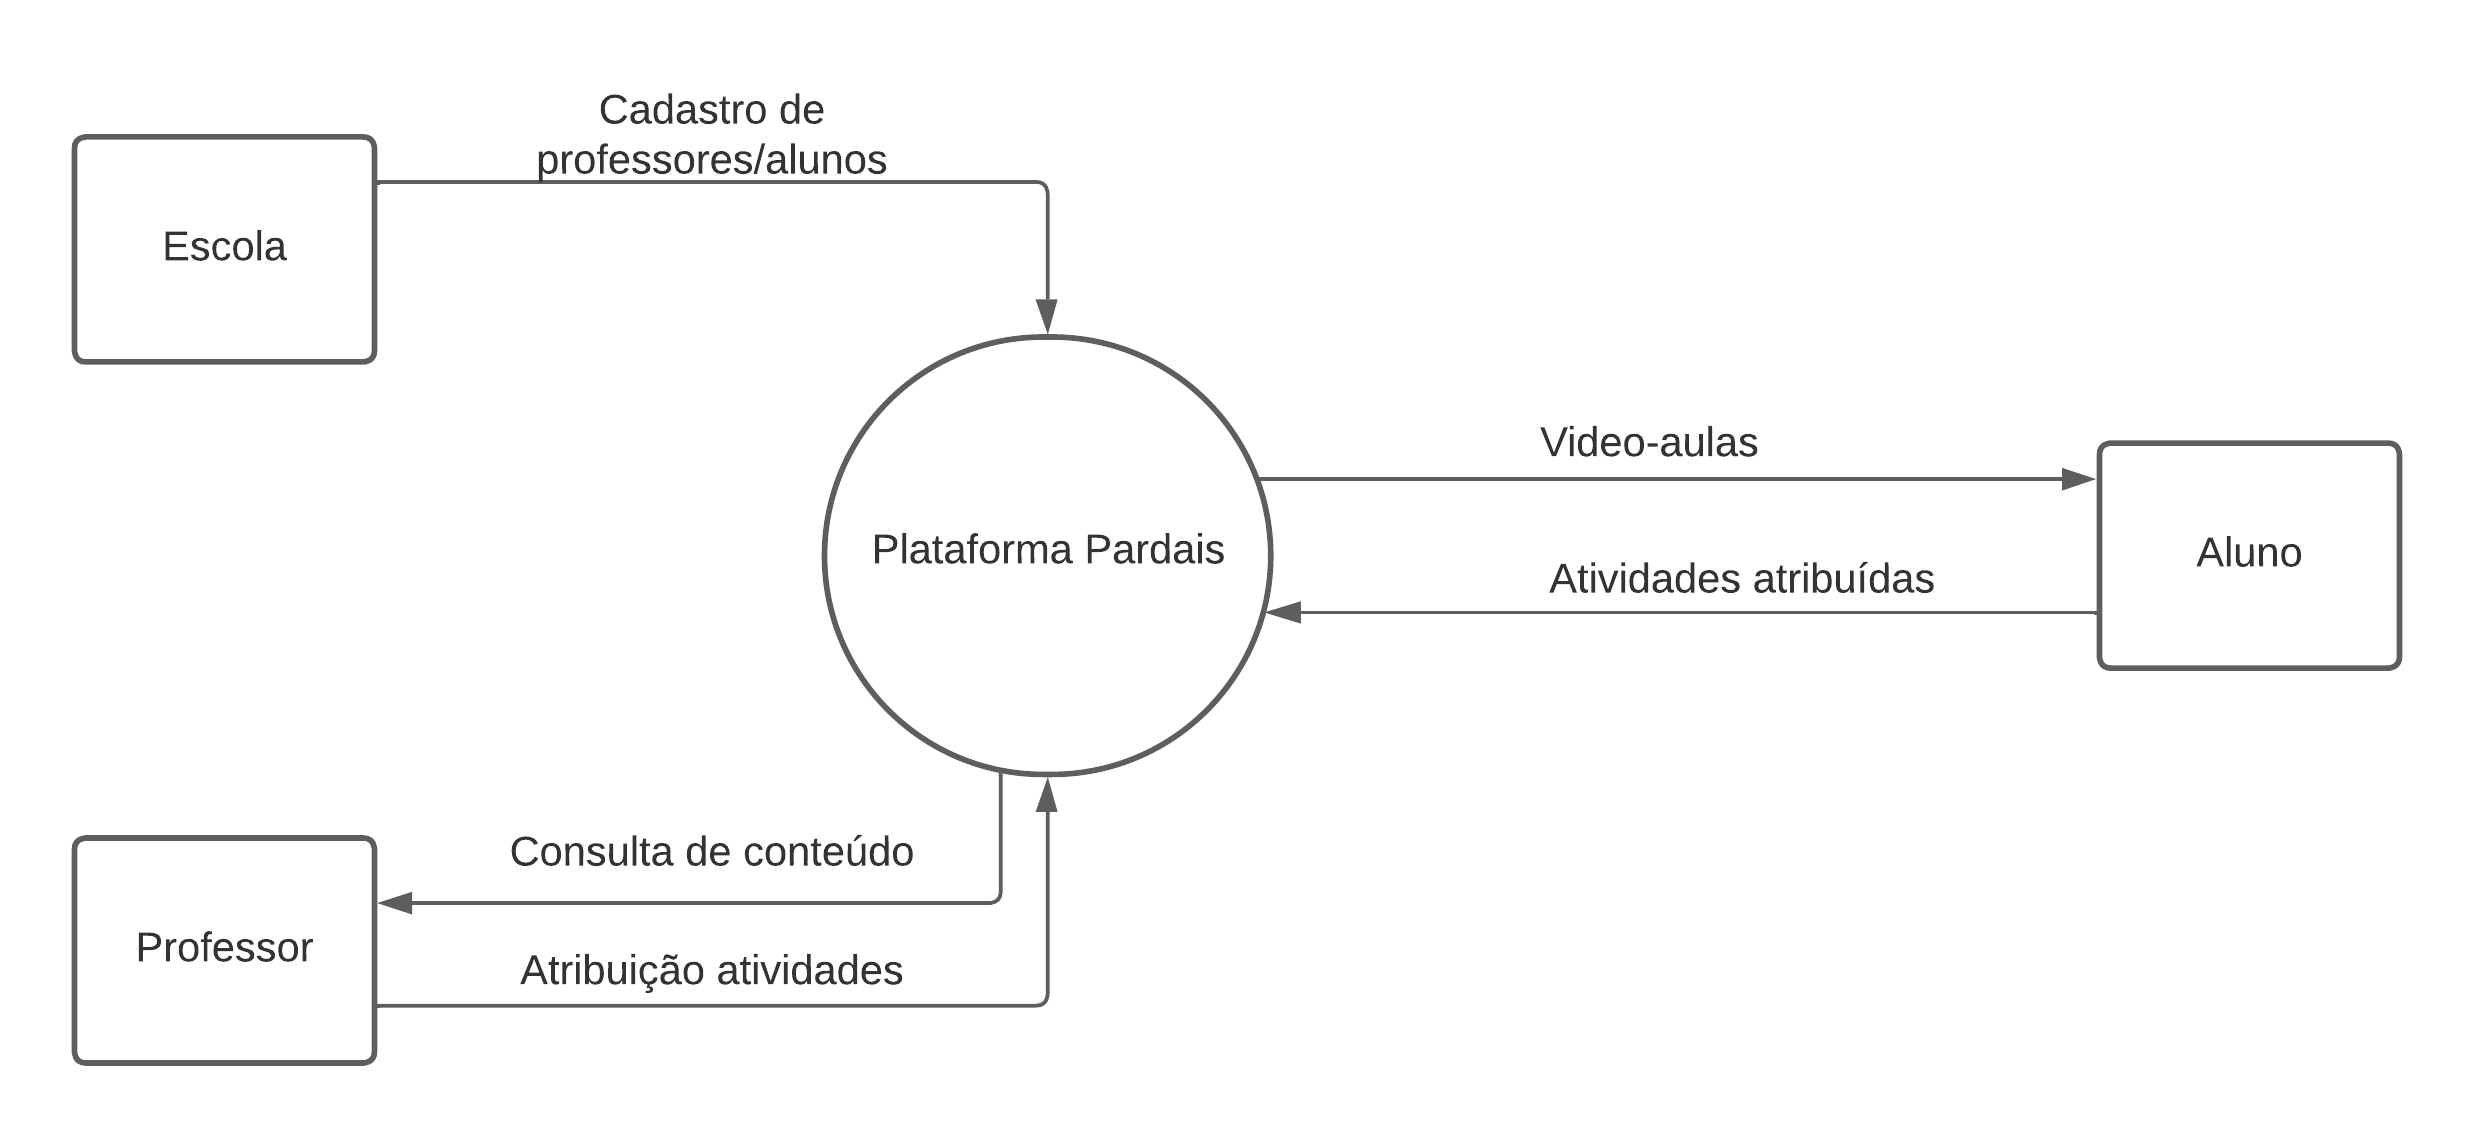 Cadastro de
professores/alunos
Escola
Video-aulas
Plataforma Pardais
Aluno
Atividades atribuídas
Consulta de conteúdo
Professor
Atribuição atividades